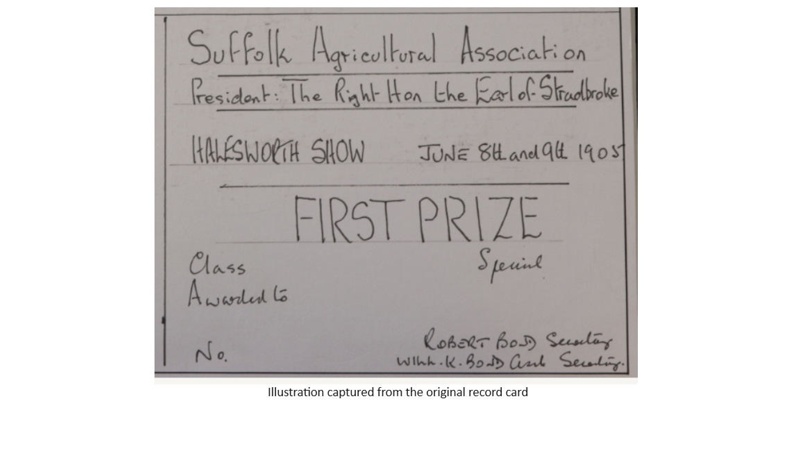 Suffolk Agricultural Association
President: The Right Hon the Earl of Stradbroke
HALESWORTH SHOW JUNE 8th and 9th 1905
FIRST PRIZE
Class Special
Awarded to
No.
ROBERT BOND Secretary
WILLM. K. BOND Assist Secretary.
Illustration captured from the original record card